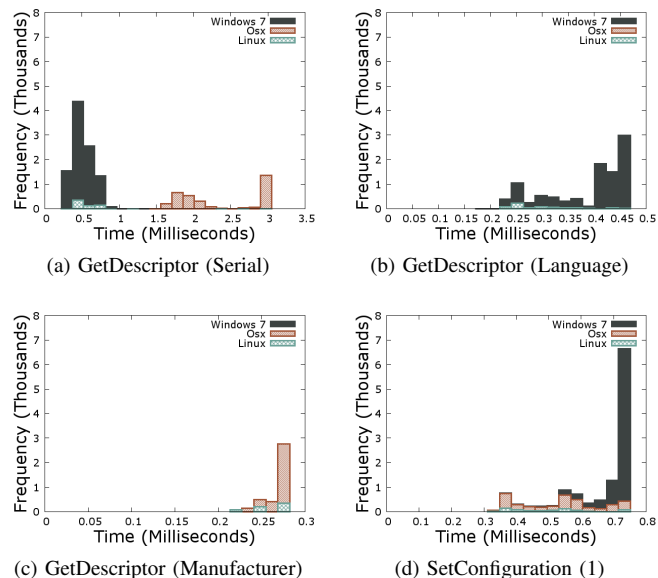 Frequency (Thousands)
8
7
6
5
4
3
2
1
0
Windows 7
Osx
Linux
0 0.5 1 1.5 2 2.5 3 3.5
Time (Milliseconds)
(a) GetDescriptor (Serial)
Frequency (Thousands)
8
7
6
5
4
3
2
1
0
Windows 7
Osx
Linux
0 0.05 0.1 0.15 0.2 0.25 0.3 0.35 0.4 0.45 0.5
Time (Milliseconds)
(b) GetDescriptor (Language)
Frequency (Thousands)
8
7
6
5
4
3
2
1
0
Windows 7
Osx
Linux
0 0.05 0.1 0.15 0.2 0.25 0.3
Time (Milliseconds)
(c) GetDescriptor (Manufacturer)
Frequency (Thousands)
8
7
6
5
4
3
2
1
0
Windows 7
Osx
Linux
0 0.1 0.2 0.3 0.4 0.5 0.6 0.7 0.8
Time (Milliseconds)
(d) SetConfiguration (1)